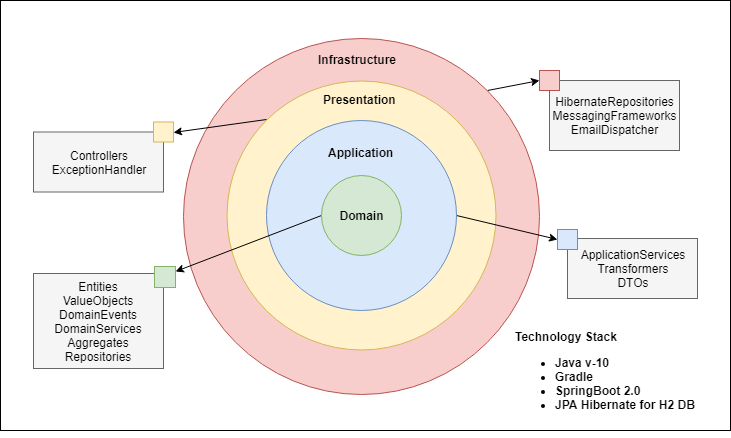 Infrastructure
Presentation
Application
Domain
Controllers
ExceptionHandler
Entities
ValueObjects
DomainEvents
DomainServices
Aggregates
Repositories
HibernateRepositories
MessagingFrameworks
EmailDispatcher
ApplicationServices
Transformers
DTOs
Technology Stack
• Java v-10
• Gradle
• SpringBoot 2.0
• JPA Hibernate for H2 DB